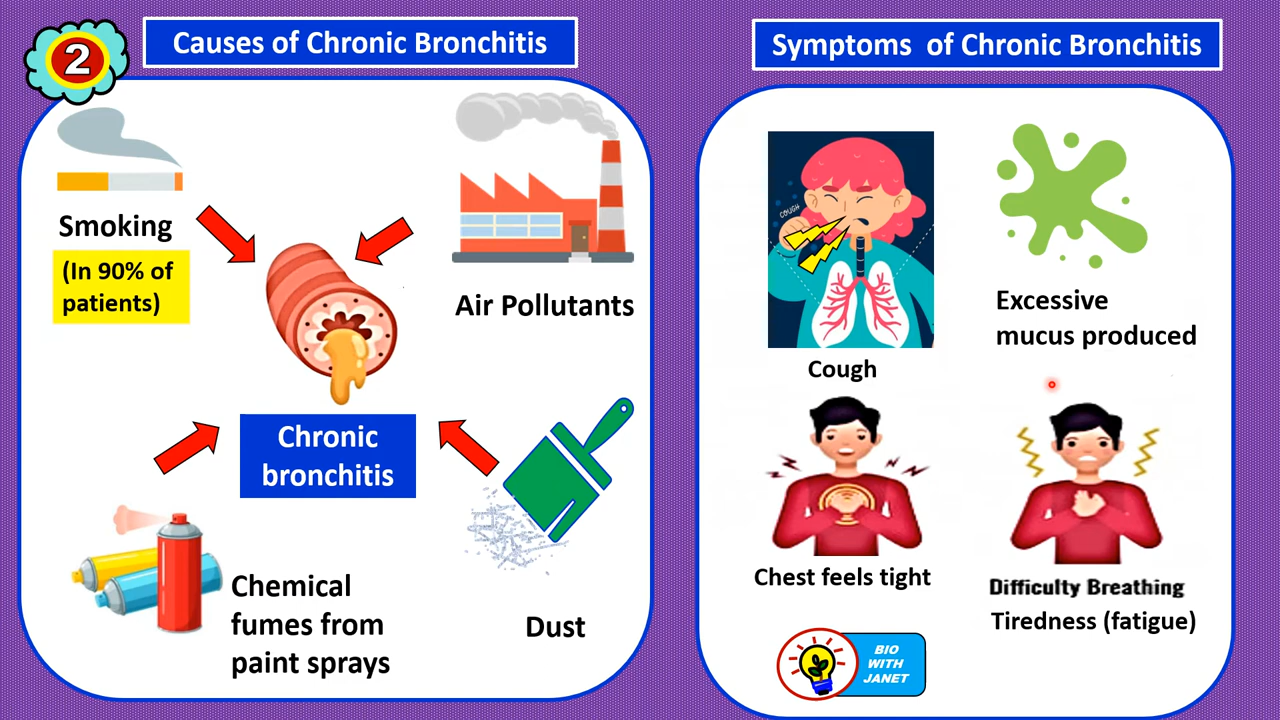 2
Causes of Chronic Bronchitis
Smoking
(In 90% of
patients)
Air Pollutants
Chronic
bronchitis
Chemical
fumes from
paint sprays
Dust
Symptoms of Chronic Bronchitis
COUGH
Cough
Excessive
mucus produced
Chest feels tight
Difficulty Breathing
Tiredness (fatigue)
BIO
WITH
JANET